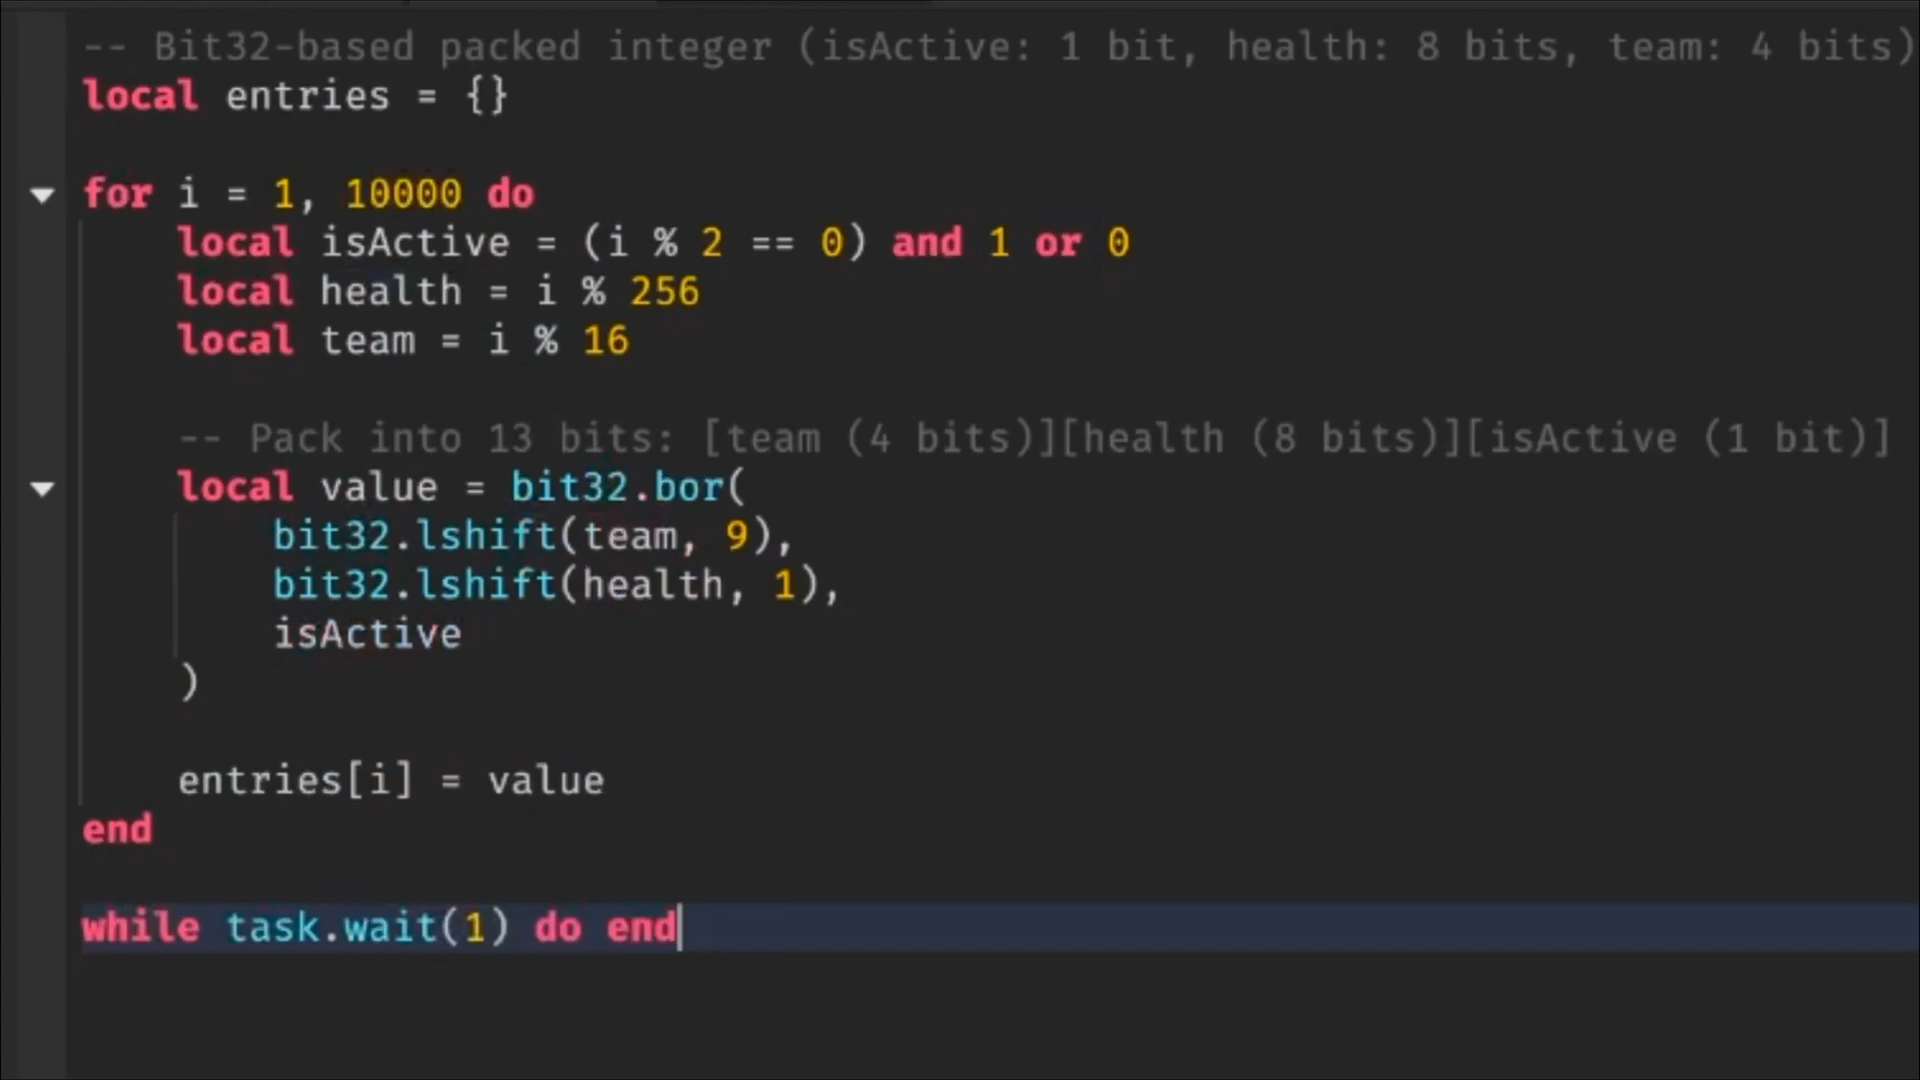 -- Bit32-based packed integer (isActive: 1 bit, health: 8 bits, team: 4 bits)
local entries = {}
for i = 1, 10000 do
local isActive = (i % 2 == 0) and 1 or 0
local health = i % 256
local team = i % 16
-- Pack into 13 bits: [team (4 bits)][health (8 bits)][isActive (1 bit)]
local value = bit32.bor(
bit32.lshift(team, 9),
bit32.lshift(health, 1),
isActive
)
entries[i] = value
end
while task.wait(1) do end